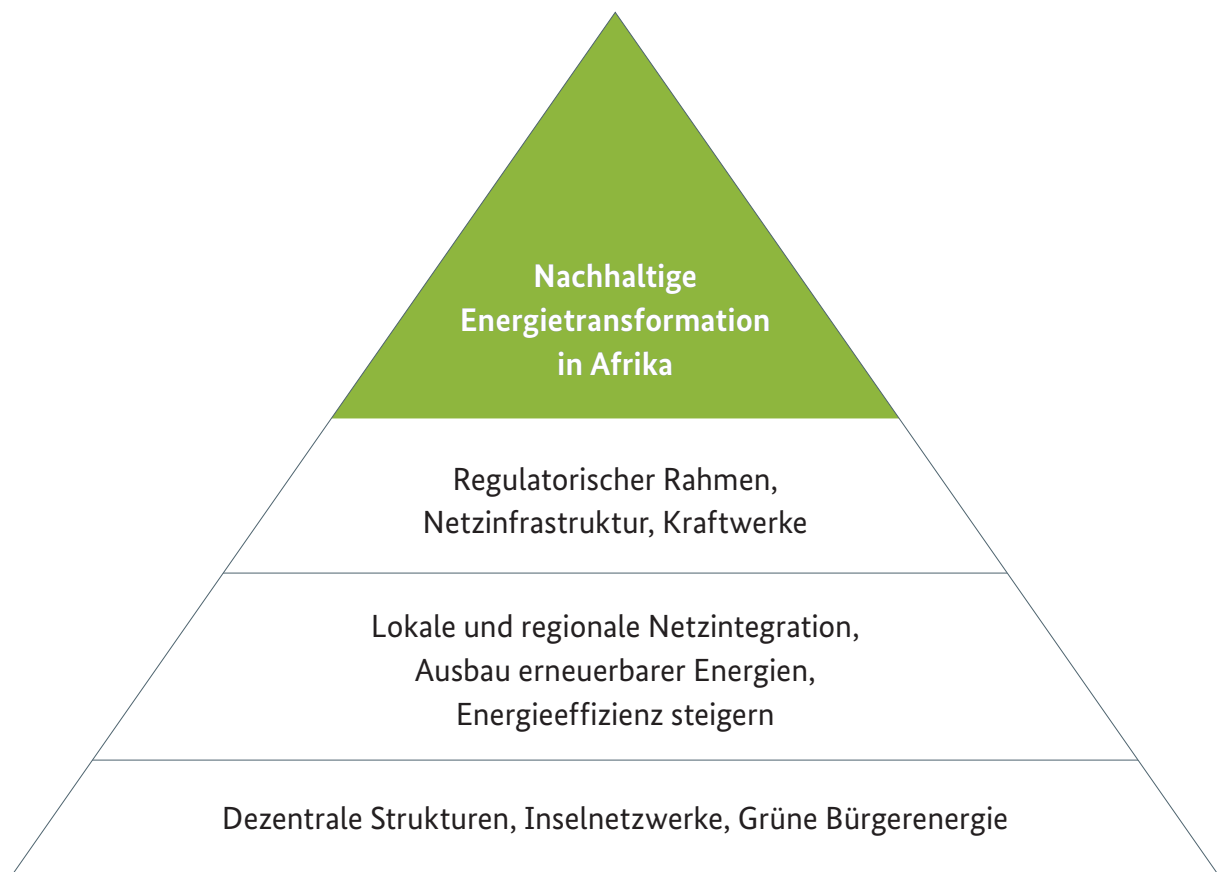 Nachhaltige
Energietransformation
in Afrika
Regulatorischer Rahmen,
Netzinfrastruktur, Kraftwerke
Lokale und regionale Netzintegration,
Ausbau erneuerbarer Energien,
Energieeffizienz steigern
Dezentrale Strukturen, Inselnetzwerke, Grüne Bürgerenergie